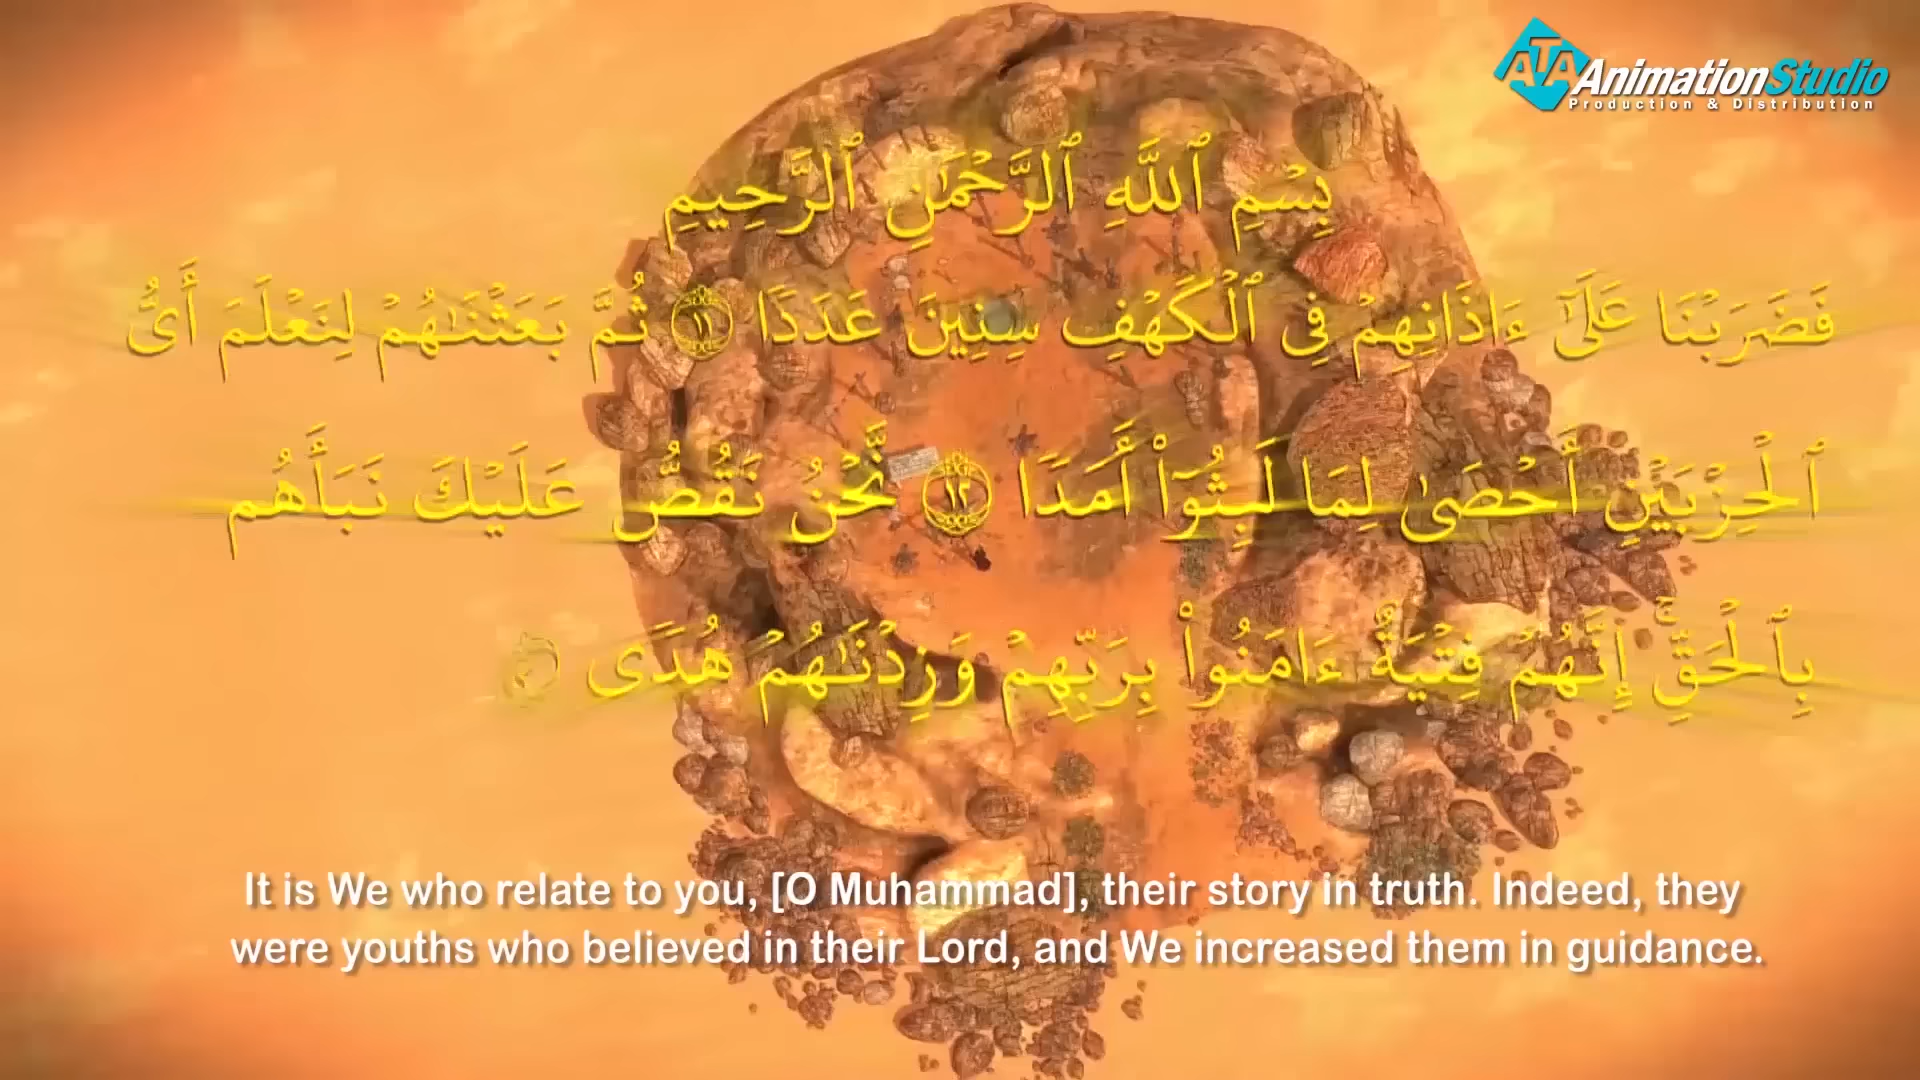 ATA AnimationStudio
Production & Distribution
بِسْمِ ٱللَّهِ ٱلرَّحْمَٰنِ ٱلرَّحِيمِ
فَضَرَبْنَا عَلَىٰٓ ءَاذَانِهِمْ فِى ٱلْكَهْفِ سِنِينَ عَدَدًا ١١ ثُمَّ بَعَثْنَٰهُمْ لِنَعْلَمَ أَىُّ
ٱلْحِزْبَيْنِ أَحْصَىٰ لِمَا لَبِثُوٓا۟ أَمَدًا ١٢ نَّحْنُ نَقُصُّ عَلَيْكَ نَبَأَهُم
بِٱلْحَقِّ ۚ إِنَّهُمْ فِتْيَةٌ ءَامَنُوا۟ بِرَبِّهِمْ وَزِدْنَٰهُمْ هُدًى
It is We who relate to you, [O Muhammad], their story in truth. Indeed, they
were youths who believed in their Lord, and We increased them in guidance.